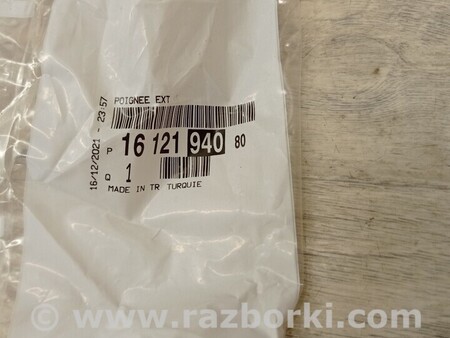 16/12/2021 - 23:57
POIGNEE EXT
P 16 121 940 80
Q 1
MADE IN TR TURQUIE
© www.razborki.com